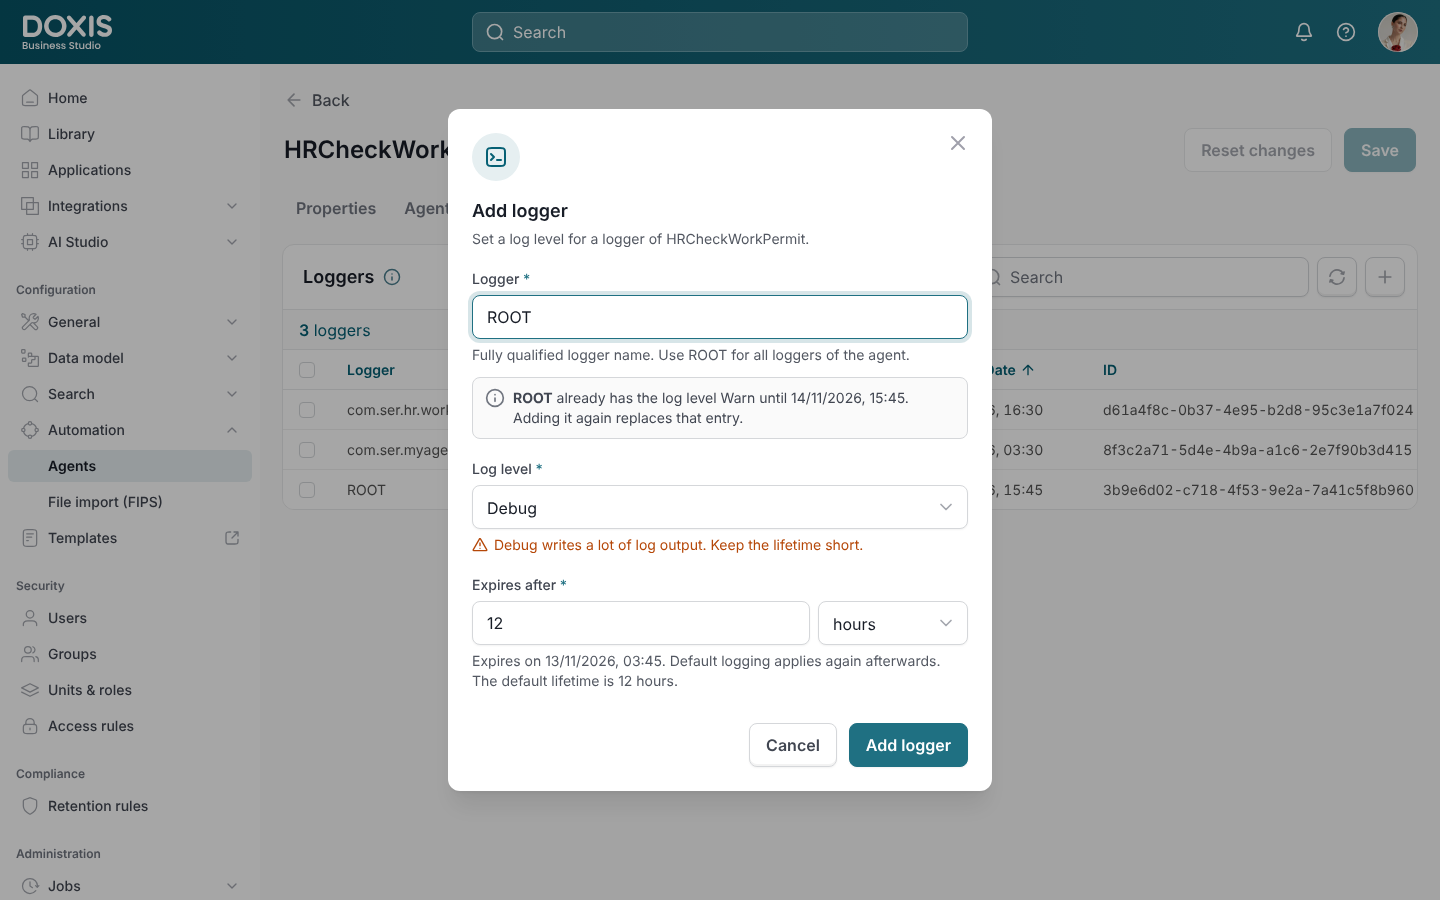 DOXIS
Business Studio
Search
Home
Library
Applications
Integrations
AI Studio
Configuration
General
Data model
Search
Automation
Agents
File import (FIPS)
Templates
Security
Users
Groups
Units & roles
Access rules
Compliance
Retention rules
Administration
Jobs
Back
HRCheckWork
Reset changes
Save
Properties
Agent
Loggers
Search
3 loggers
Logger
Date
ID
com.ser.hr.work
6, 16:30
d61a4f8c-0b37-4e95-b2d8-95c3e1a7f024
com.ser.myage
6, 03:30
8f3c2a71-5d4e-4b9a-a1c6-2e7f90b3d415
ROOT
6, 15:45
3b9e6d02-c718-4f53-9e2a-7a41c5f8b960
Add logger
Set a log level for a logger of HRCheckWorkPermit.
Logger *
ROOT
Fully qualified logger name. Use ROOT for all loggers of the agent.
ROOT already has the log level Warn until 14/11/2026, 15:45.
Adding it again replaces that entry.
Log level *
Debug
Debug writes a lot of log output. Keep the lifetime short.
Expires after *
12
hours
Expires on 13/11/2026, 03:45. Default logging applies again afterwards.
The default lifetime is 12 hours.
Cancel
Add logger